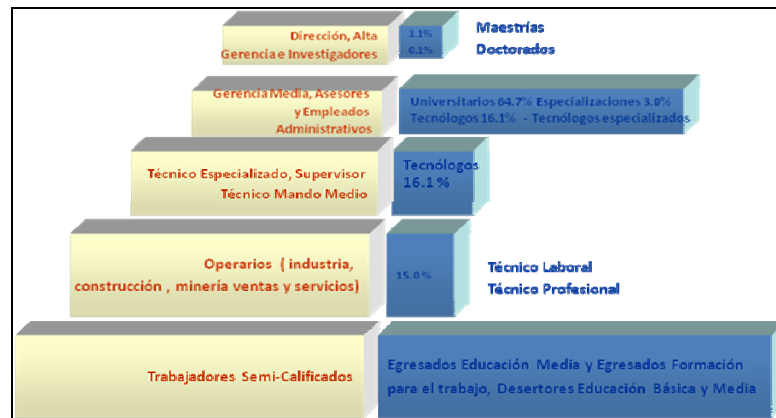 Dirección, Alta
Gerencia e Investigadores
1.1%
0.1%
Maestrías
Doctorados
Gerencia Media, Asesores
y Empleados
Administrativos
Universitarios 64.7% Especializaciones 3.0%
Tecnólogos 16.1% - Tecnólogos especializados
Técnico Especializado, Supervisor
Técnico Mando Medio
Tecnólogos
16.1 %
Operarios ( industria,
construcción , minería ventas y servicios)
15.0%
Técnico Laboral
Técnico Profesional
Trabajadores Semi-Calificados
Egresados Educación Media y Egresados Formación
para el trabajo, Desertores Educación Básica y Media